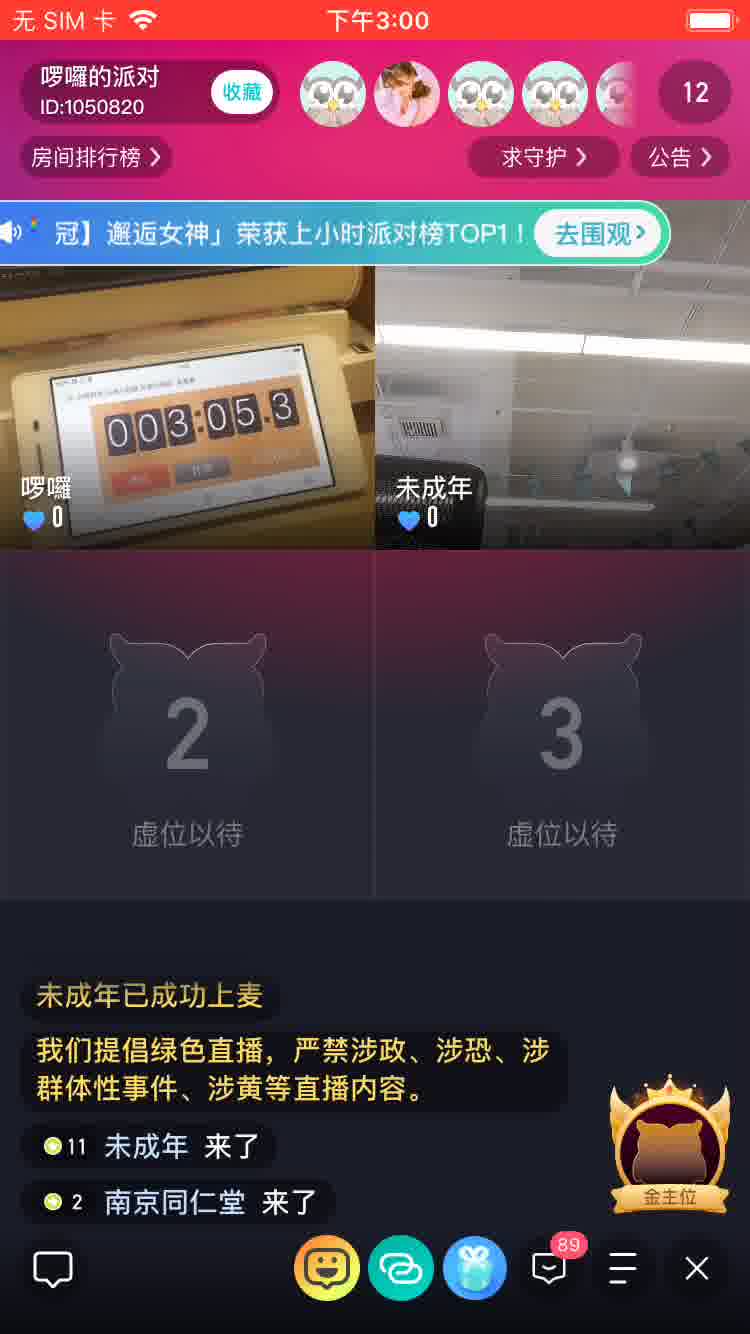 无 SIM 卡
下午3:00
啰囉的派对
ID:1050820
收藏
12
房间排行榜
求守护
公告
冠】邂逅女神」荣获上小时派对榜TOP1！
去围观
003:05.3
啰囉
0
未成年
0
2
虚位以待
3
虚位以待
未成年已成功上麦
我们提倡绿色直播，严禁涉政、涉恐、涉
群体性事件、涉黄等直播内容。
11 未成年 来了
2 南京同仁堂 来了
金主位
89